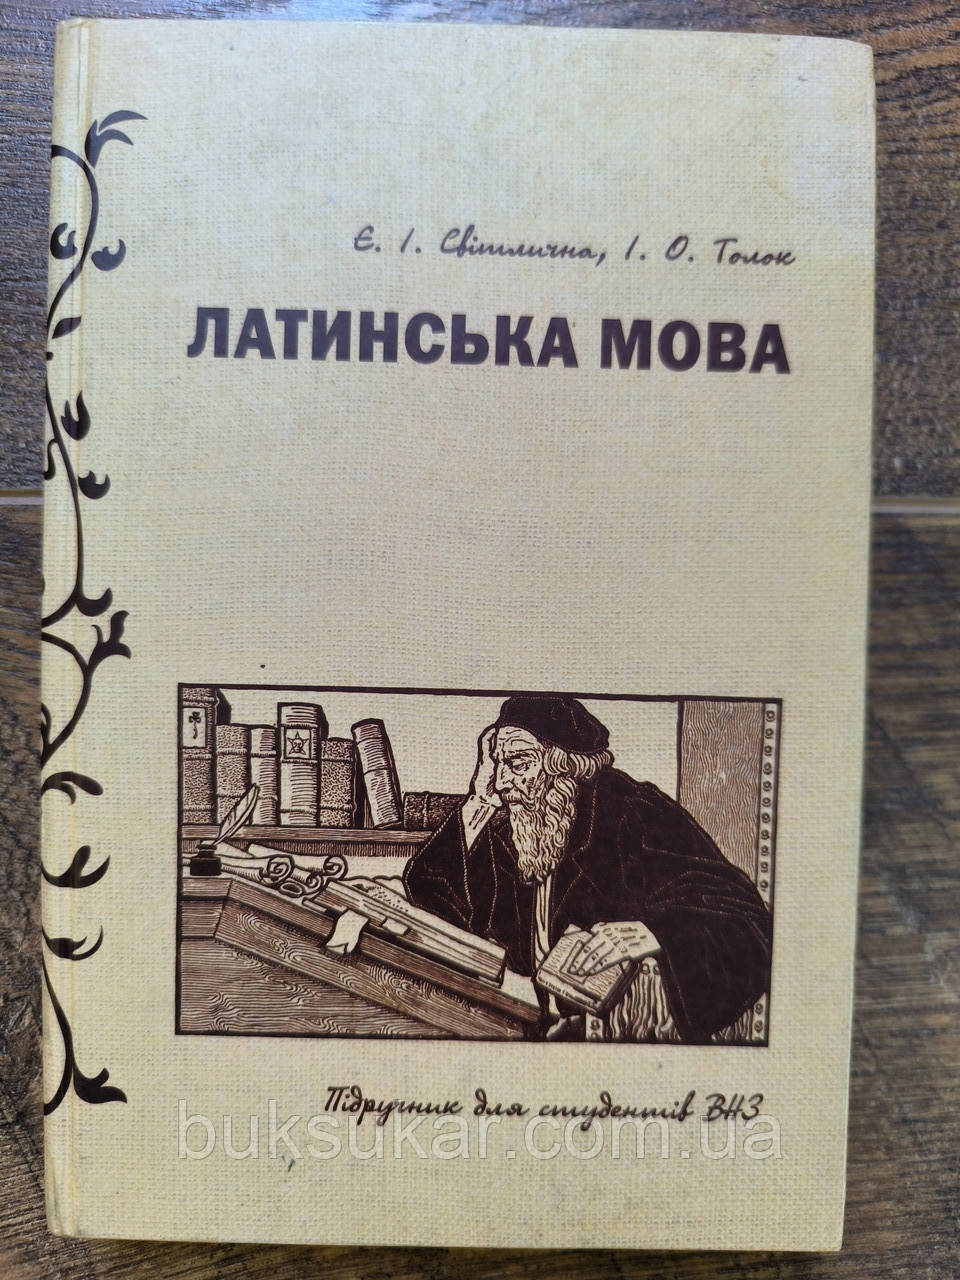 Є. І. Світлична, І. О. Толок
ЛАТИНСЬКА МОВА
Підручник для студентів ВНЗ
buksukar.com.ua